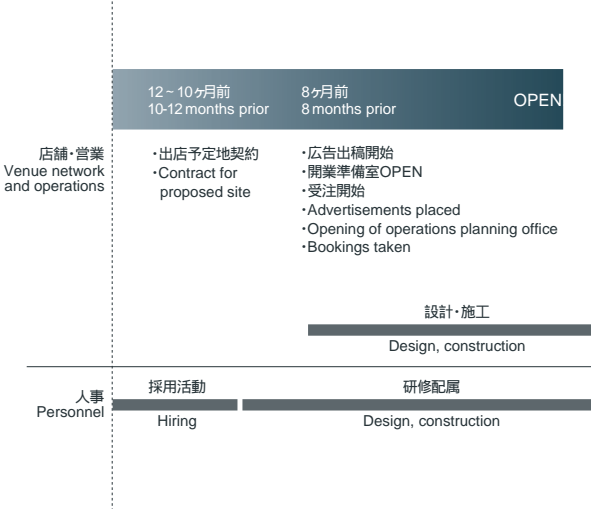 12~10ヶ月前
10-12 months prior
8ヶ月前
8 months prior
OPEN
店舗・営業
Venue network
and operations
・出店予定地契約
・Contract for
proposed site
・広告出稿開始
・開業準備室OPEN
・受注開始
・Advertisements placed
・Opening of operations planning office
・Bookings taken
設計・施工
Design, construction
人事
Personnel
採用活動
Hiring
研修配属
Design, construction